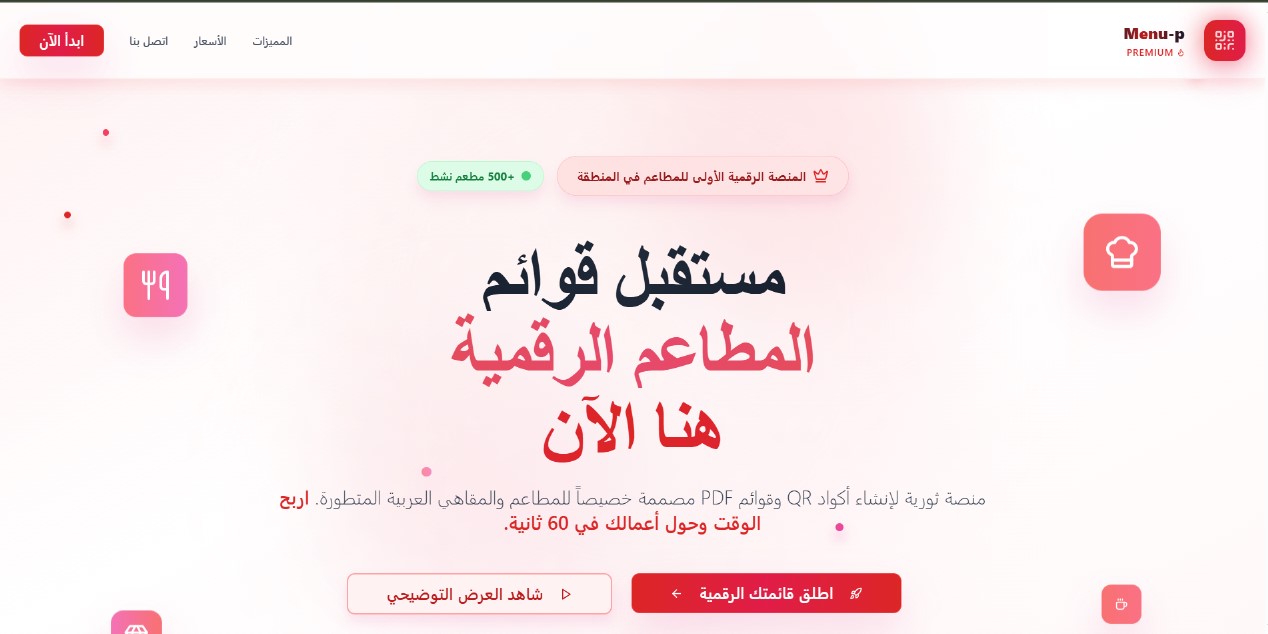 Menu-p
PREMIUM
المميزات
الأسعار
اتصل بنا
ابدأ الآن
المنصة الرقمية الأولى للمطاعم في المنطقة
+500 مطعم نشط
مستقبل قوائم
المطاعم الرقمية
هنا الآن
منصة ثورية لإنشاء أكواد QR وقوائم PDF مصممة خصيصاً للمطاعم والمقاهي العربية المتطورة. اربح
الوقت وحول أعمالك في 60 ثانية.
اطلق قائمتك الرقمية
شاهد العرض التوضيحي